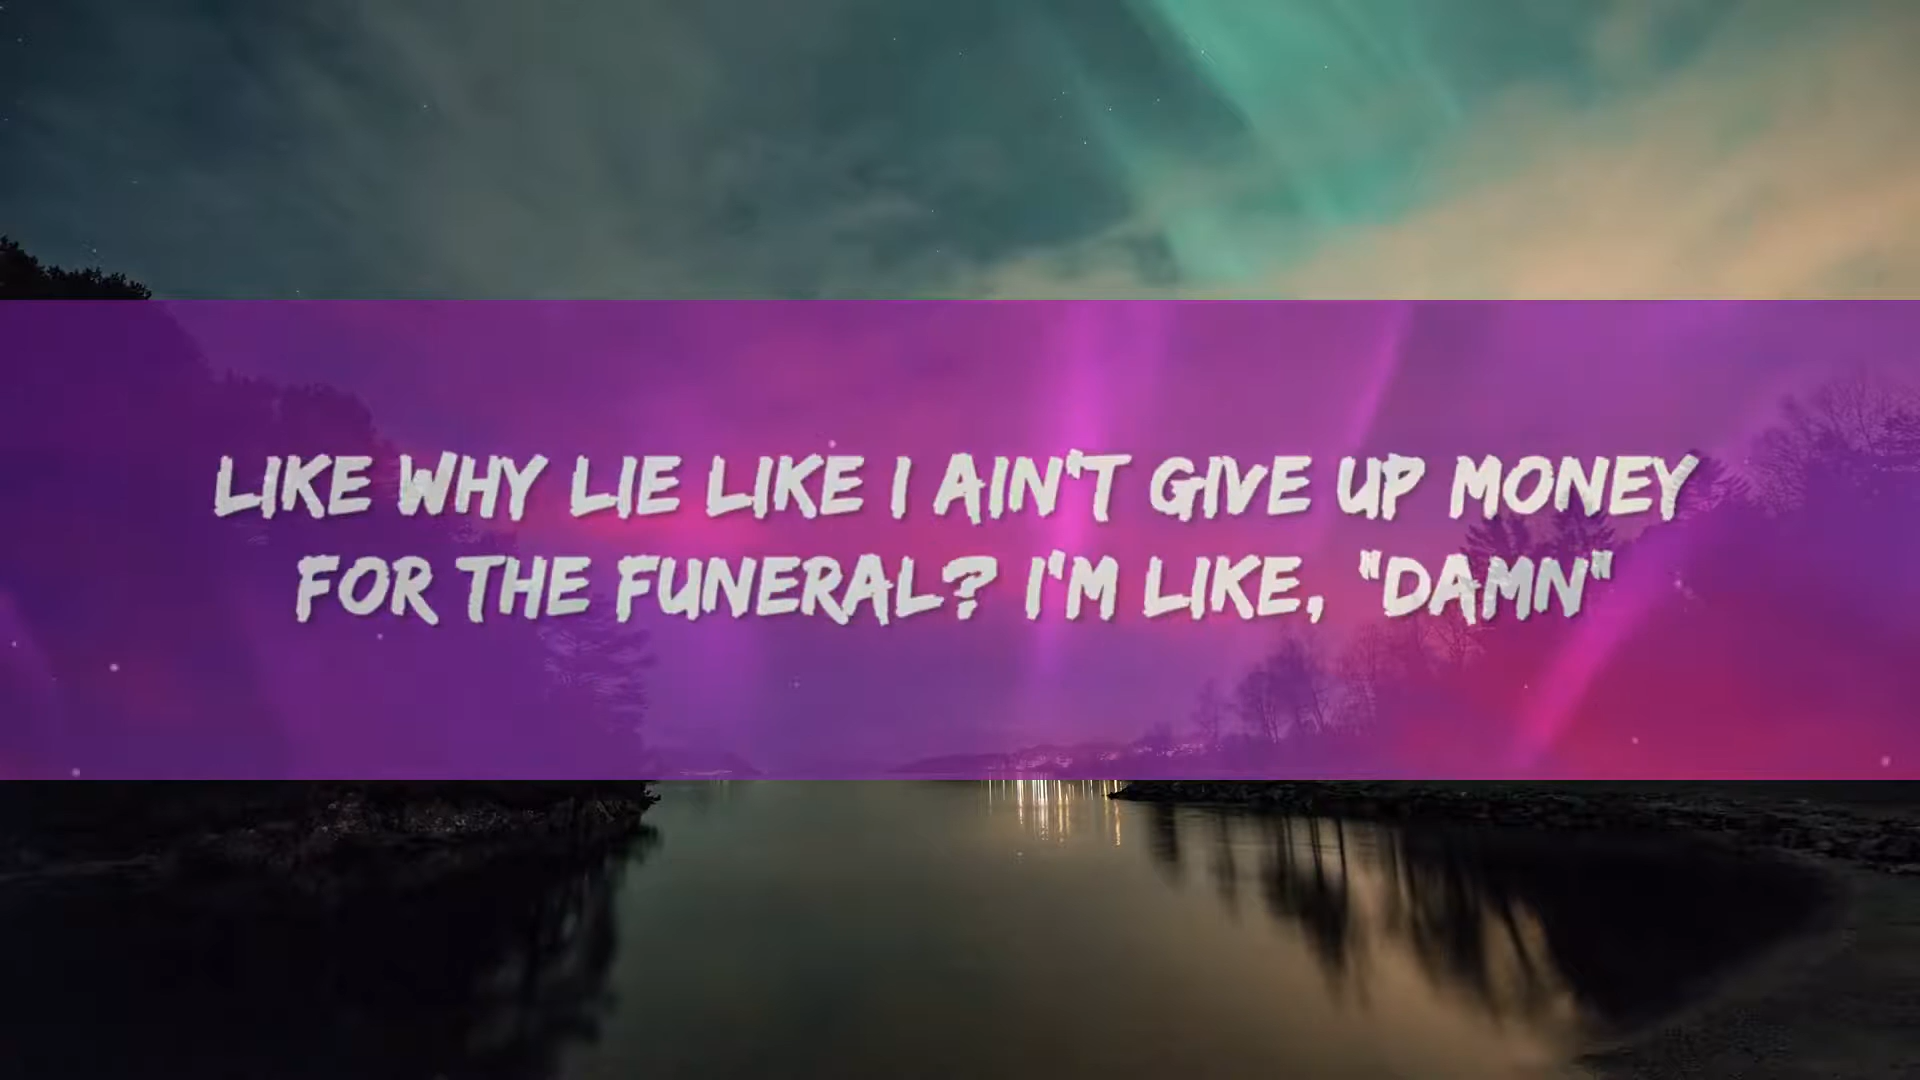 LIKE WHY LIE LIKE I AIN'T GIVE UP MONEY
FOR THE FUNERAL? I'M LIKE, "DAMN"